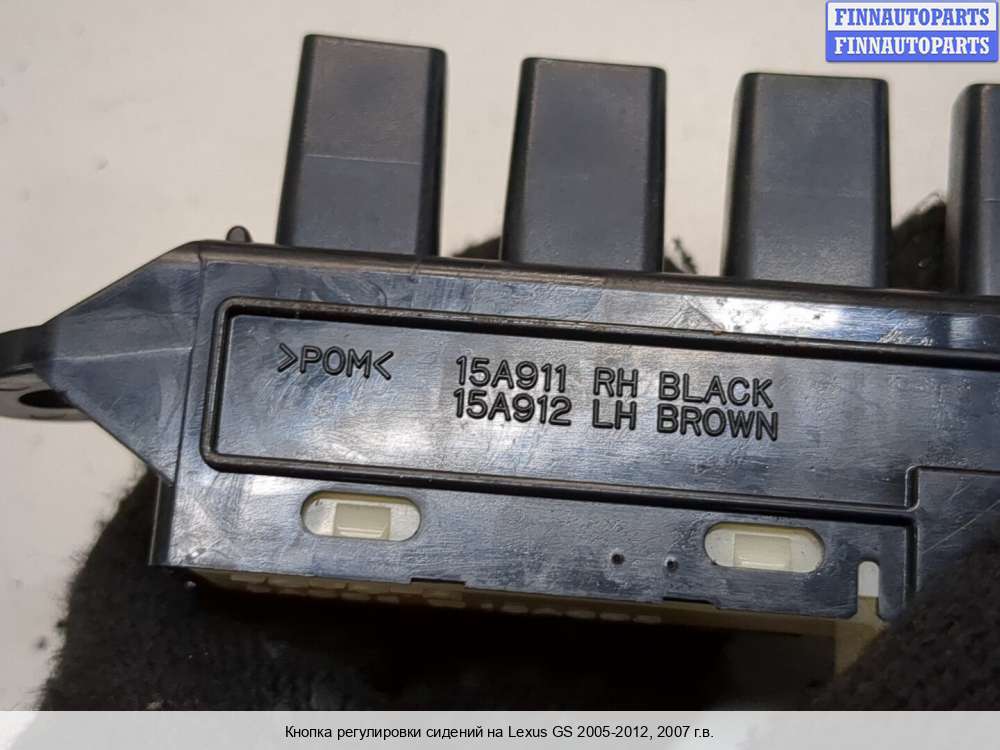 FINNAUTOPARTS
FINNAUTOPARTS
>POM<
15A911 RH BLACK
15A912 LH BROWN
Кнопка регулировки сидений на Lexus GS 2005-2012, 2007 г.в.